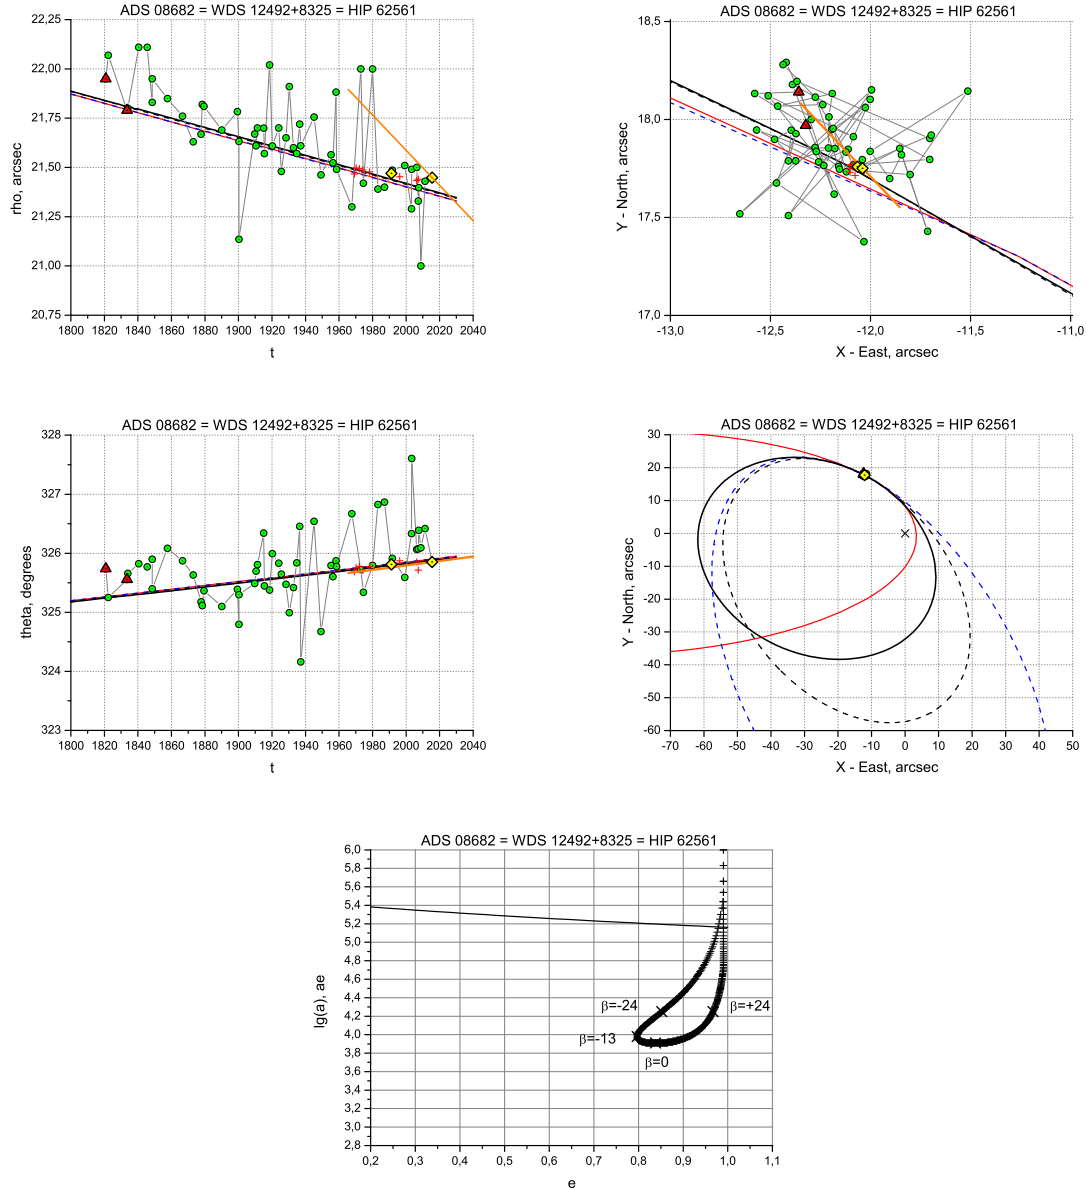 ADS 08682 = WDS 12492+8325 = HIP 62561
22,25
22,00
21,75
21,50
21,25
21,00
20,75
rho, arcsec
1800 1820 1840 1860 1880 1900 1920 1940 1960 1980 2000 2020 2040
t
ADS 08682 = WDS 12492+8325 = HIP 62561
18,5
18,0
17,5
17,0
Y - North, arcsec
-13,0 -12,5 -12,0 -11,5 -11,0
X - East, arcsec
ADS 08682 = WDS 12492+8325 = HIP 62561
328
327
326
325
324
323
theta, degrees
1800 1820 1840 1860 1880 1900 1920 1940 1960 1980 2000 2020 2040
t
ADS 08682 = WDS 12492+8325 = HIP 62561
30
20
10
0
-10
-20
-30
-40
-50
-60
Y - North, arcsec
-70 -60 -50 -40 -30 -20 -10 0 10 20 30 40 50
X - East, arcsec
ADS 08682 = WDS 12492+8325 = HIP 62561
6,0
5,8
5,6
5,4
5,2
5,0
4,8
4,6
4,4
4,2
4,0
3,8
3,6
3,4
3,2
3,0
2,8
lg(a), ae
β=-24
β=+24
β=-13
β=0
0,2 0,3 0,4 0,5 0,6 0,7 0,8 0,9 1,0 1,1
e